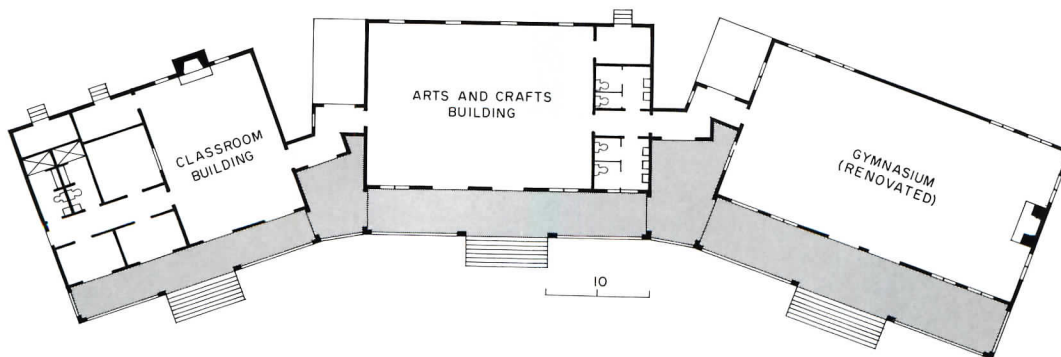 CLASSROOM
BUILDING
ARTS AND CRAFTS
BUILDING
GYMNASIUM
(RENOVATED)
10